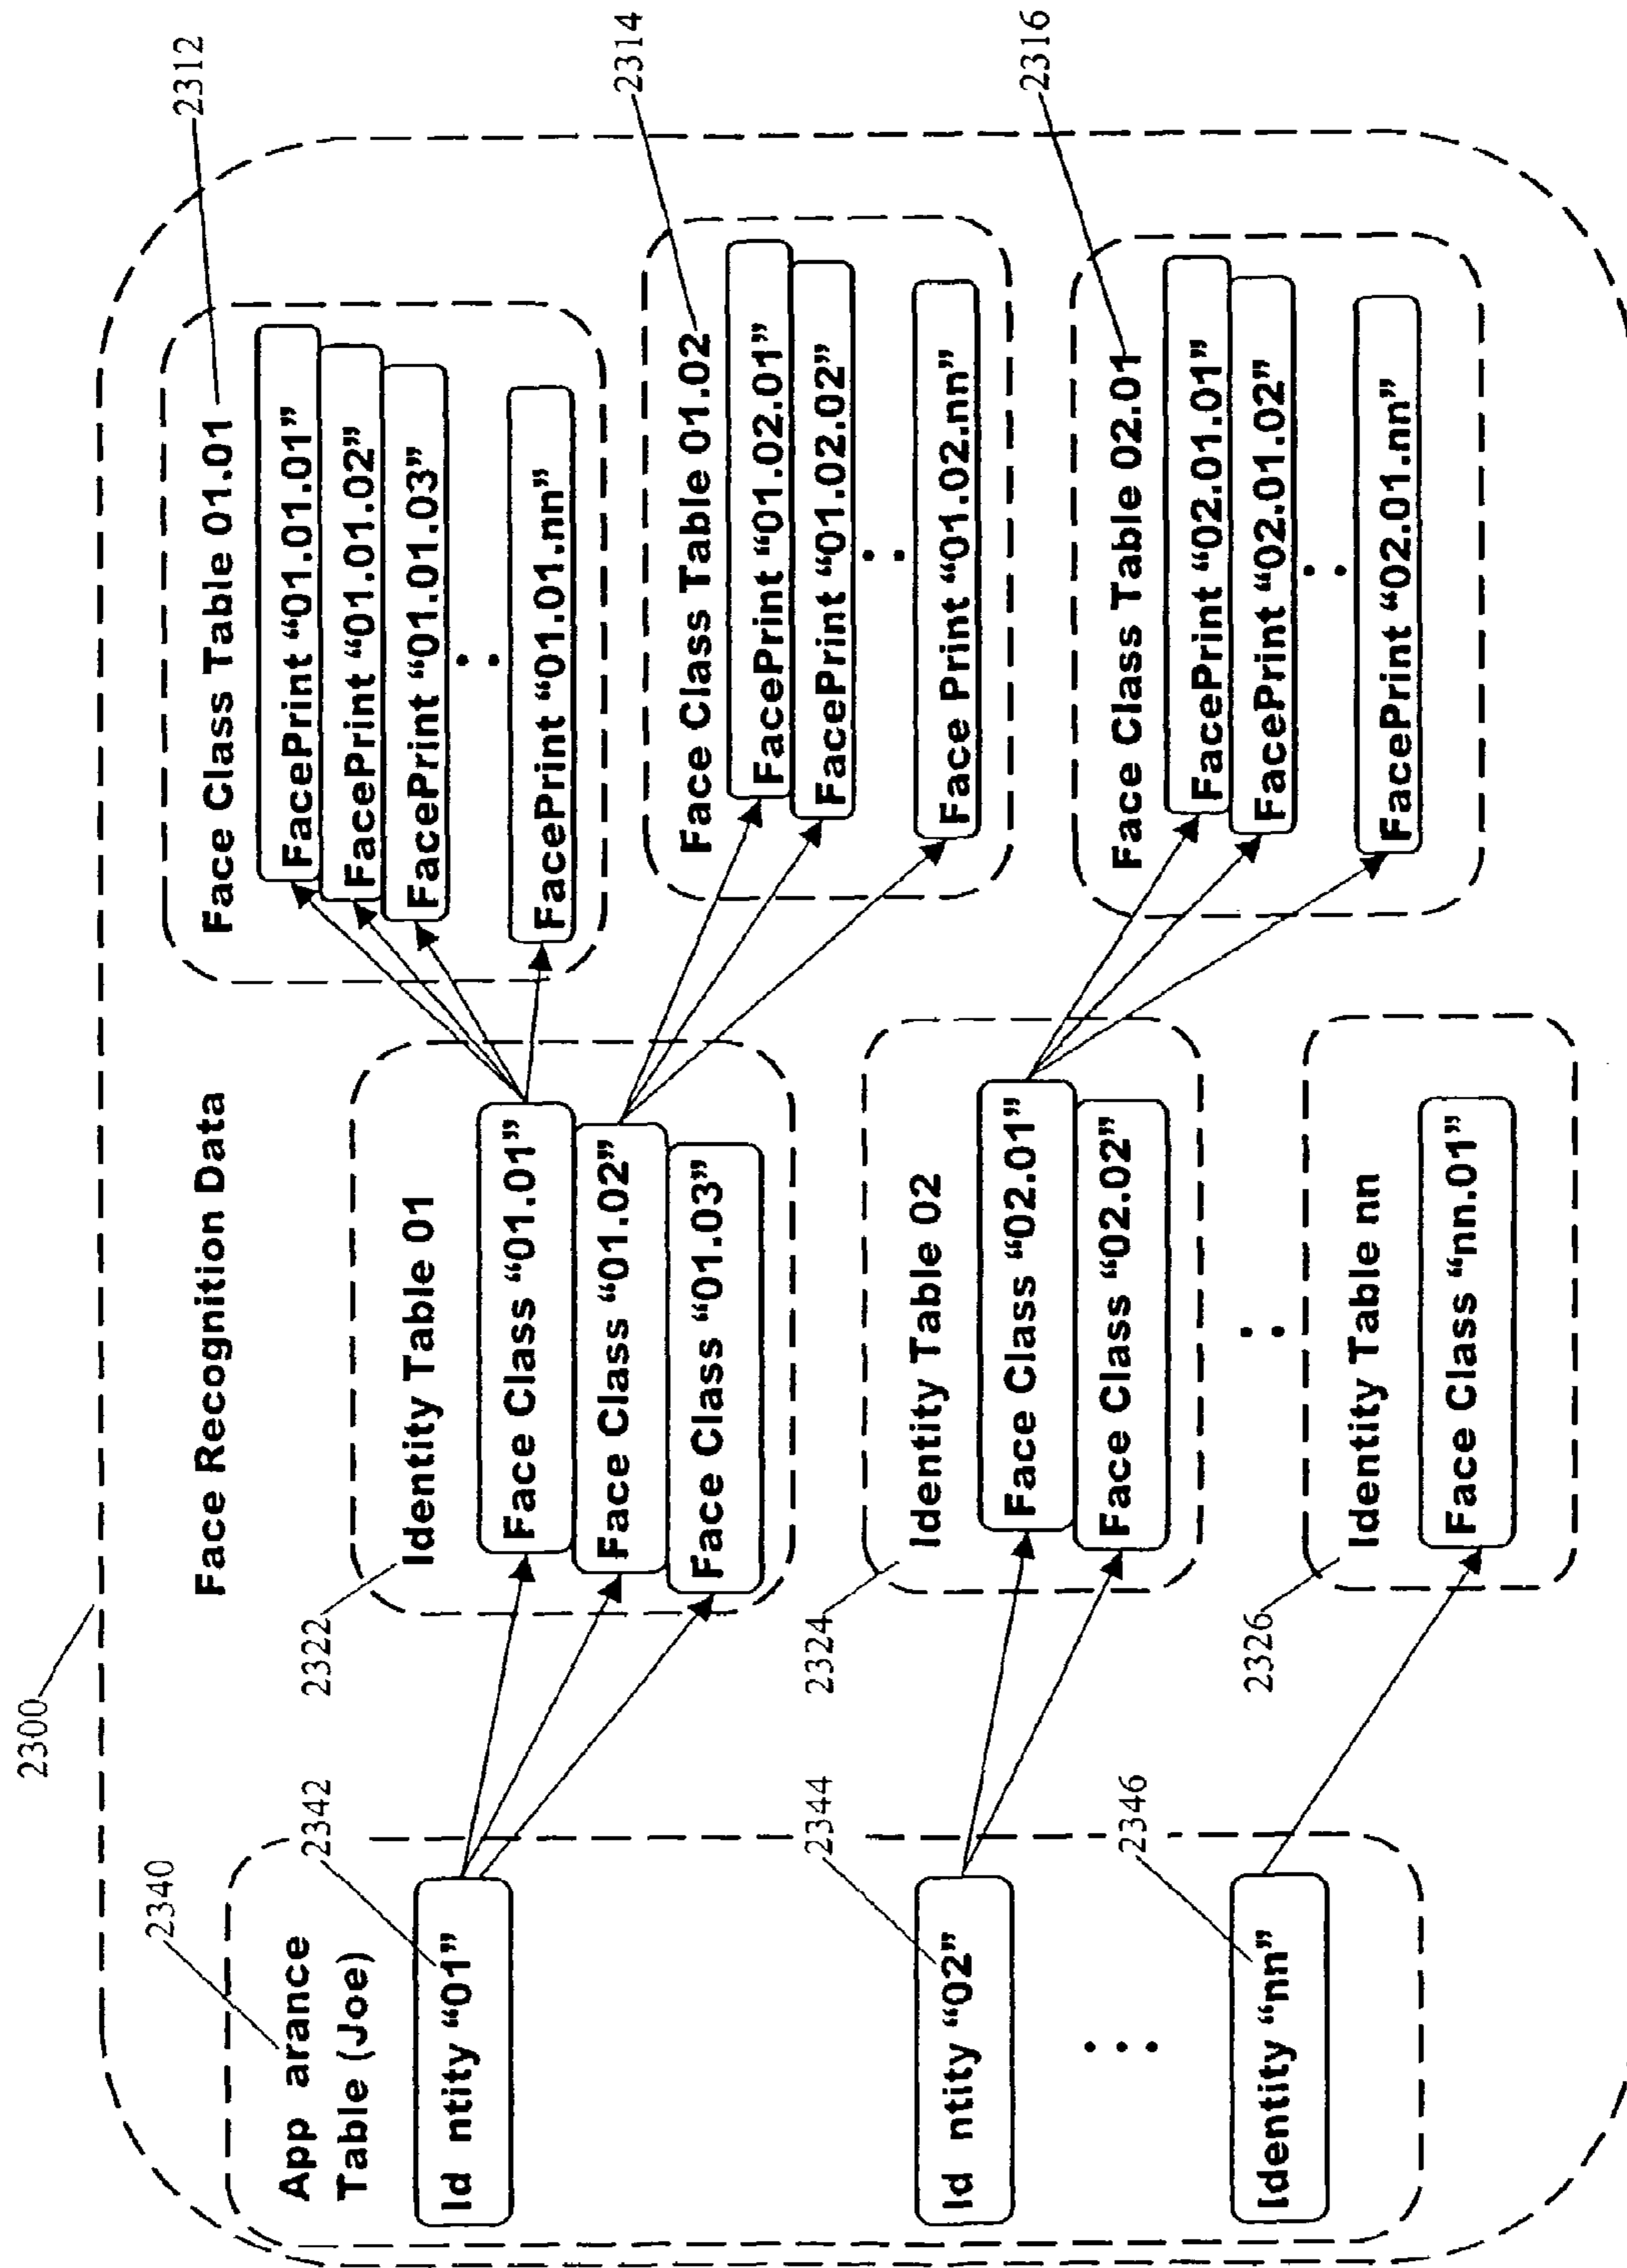 2300
Face Recognition Data
2340
App arance
Table (Joe)
2342
Id ntity “01”
2344
Id ntity “02”
2346
Identity “nn”
2322
Identity Table 01
Face Class “01.01”
Face Class “01.02”
Face Class “01.03”
2324
Identity Table 02
Face Class “02.01”
Face Class “02.02”
2326
Identity Table nn
Face Class “nn.01”
2312
Face Class Table 01.01
FacePrint “01.01.01”
FacePrint “01.01.02”
FacePrint “01.01.03”
FacePrint “01.01.nn”
2314
Face Class Table 01.02
FacePrint “01.02.01”
FacePrint “01.02.02”
Face Print “01.02.nn”
2316
Face Class Table 02.01
FacePrint “02.01.01”
FacePrint “02.01.02”
FacePrint “02.01.nn”